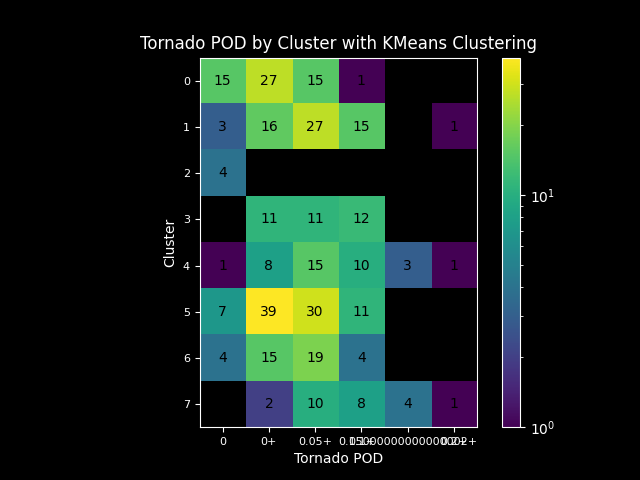 Tornado POD by Cluster with KMeans Clustering
0 15 27 15 1
1 3 16 27 15 1
2 4
3 11 11 12
4 1 8 15 10 3 1
5 7 39 30 11
6 4 15 19 4
7 2 10 8 4 1
0 0+ 0.05+
Tornado POD
Cluster
10¹
10⁰